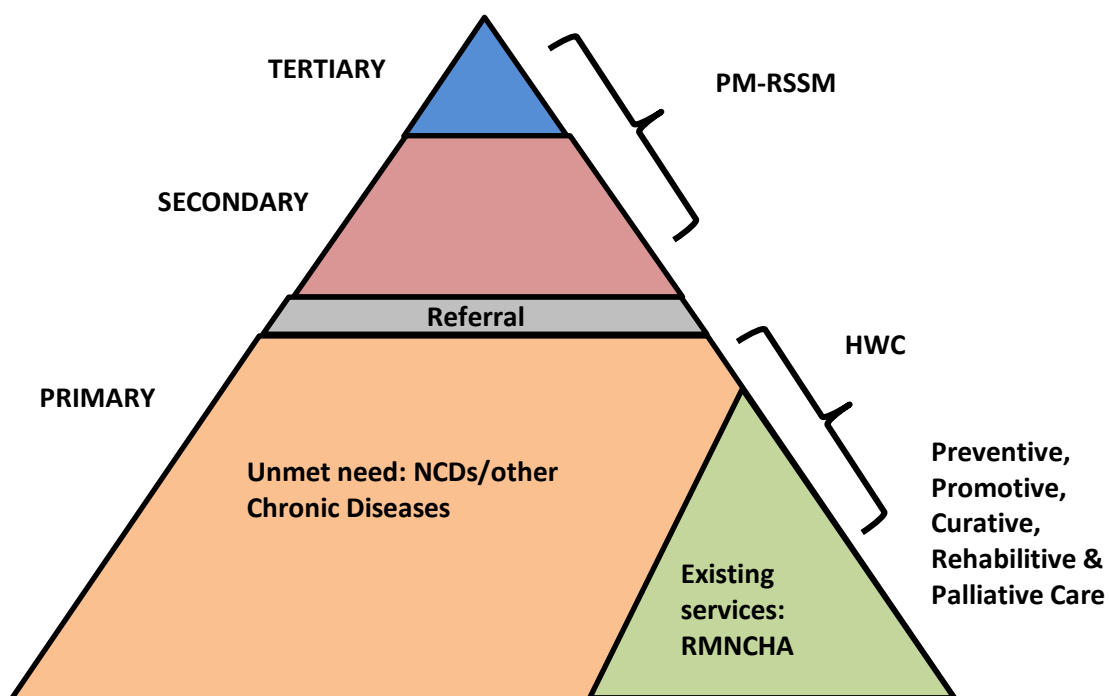 TERTIARY
PM-RSSM
SECONDARY
Referral
HWC
PRIMARY
Unmet need: NCDs/other
Chronic Diseases
Preventive,
Promotive,
Curative,
Rehabilitive &
Palliative Care
Existing
services:
RMNCHA